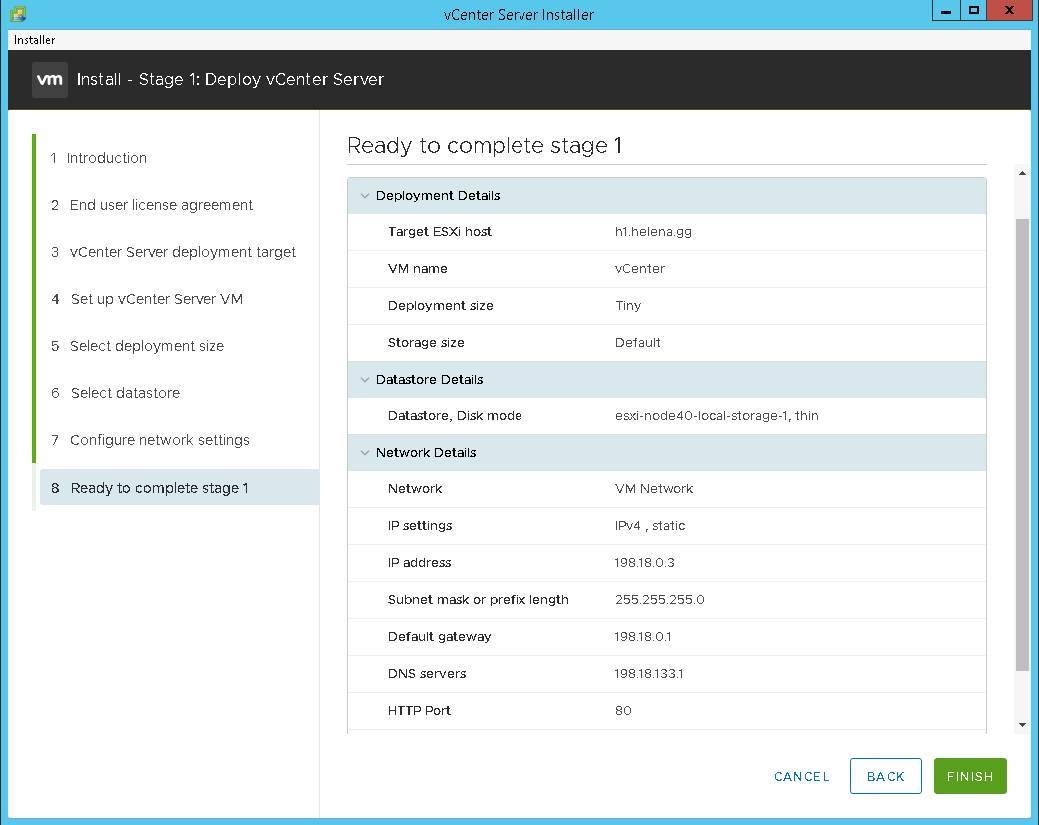 vCenter Server Installer
Installer
vm Install - Stage 1: Deploy vCenter Server
1 Introduction
2 End user license agreement
3 vCenter Server deployment target
4 Set up vCenter Server VM
5 Select deployment size
6 Select datastore
7 Configure network settings
8 Ready to complete stage 1
Ready to complete stage 1
Deployment Details
Target ESXi host h1.helena.gg
VM name vCenter
Deployment size Tiny
Storage size Default
Datastore Details
Datastore, Disk mode esxi-node40-local-storage-1, thin
Network Details
Network VM Network
IP settings IPv4 , static
IP address 198.18.0.3
Subnet mask or prefix length 255.255.255.0
Default gateway 198.18.0.1
DNS servers 198.18.133.1
HTTP Port 80
CANCEL BACK FINISH